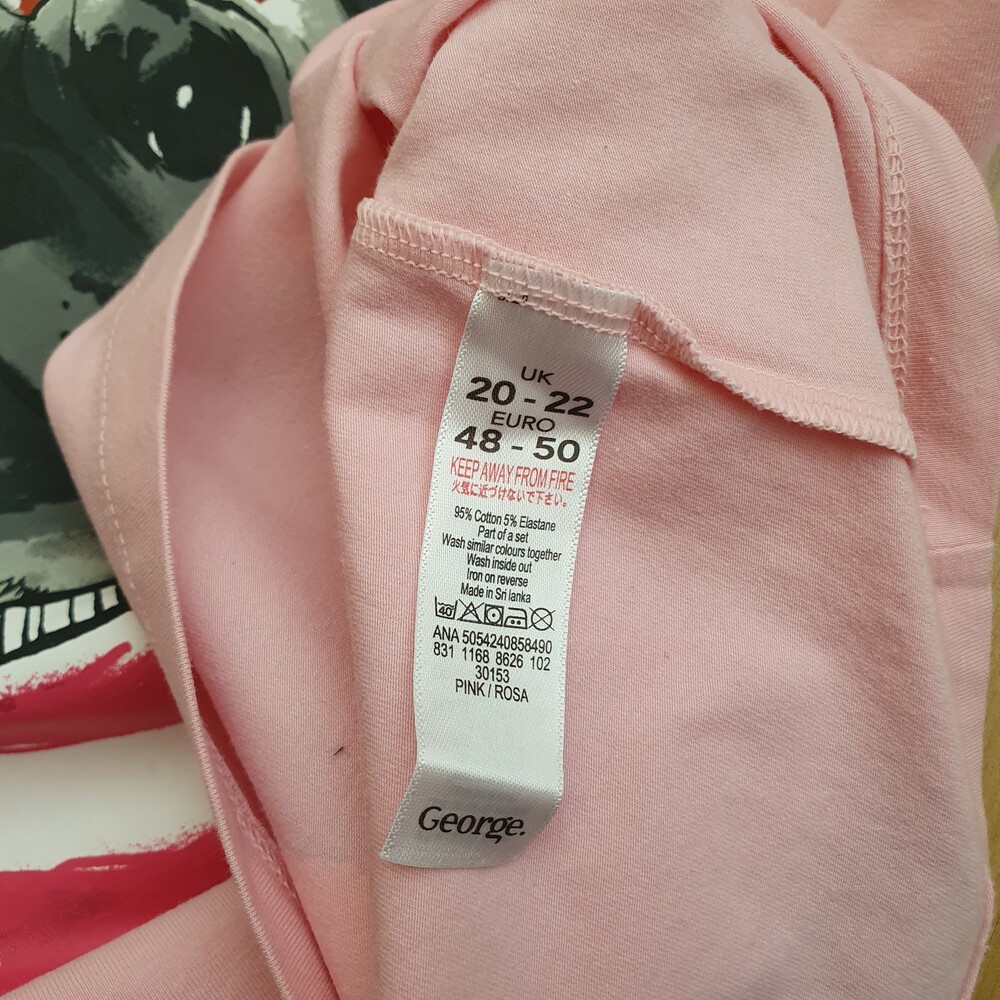 UK
20 - 22
EURO
48 - 50
KEEP AWAY FROM FIRE
火気に近づけないで下さい。
95% Cotton 5% Elastane
Part of a set
Wash similar colours together
Wash inside out
Iron on reverse
Made in Sri lanka
40
ANA 5054240858490
831 1168 8626 102
30153
PINK / ROSA
George.